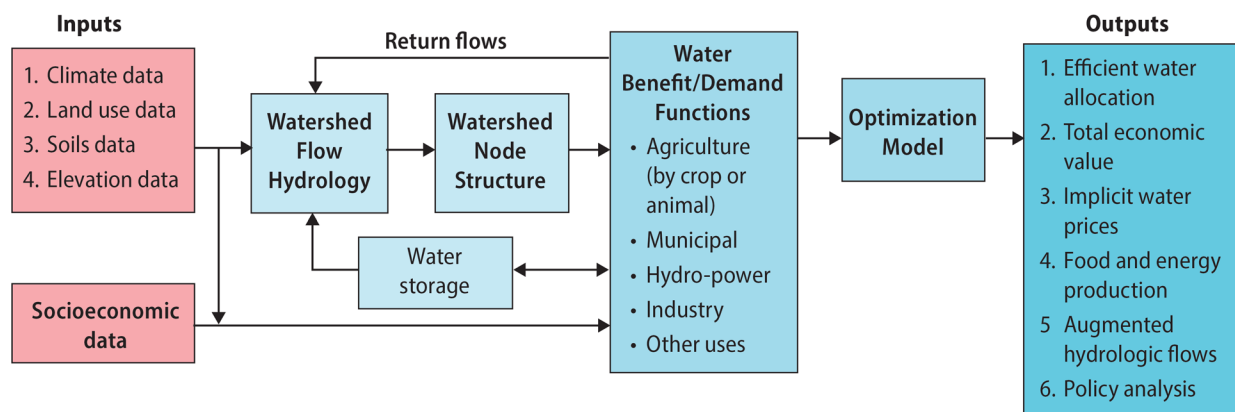 Inputs
1. Climate data
2. Land use data
3. Soils data
4. Elevation data
Socioeconomic
data
Return flows
Watershed
Flow
Hydrology
Watershed
Node
Structure
Water
storage
Water
Benefit/Demand
Functions
• Agriculture
(by crop or
animal)
• Municipal
• Hydro-power
• Industry
• Other uses
Optimization
Model
Outputs
1. Efficient water
allocation
2. Total economic
value
3. Implicit water
prices
4. Food and energy
production
5 Augmented
hydrologic flows
6. Policy analysis